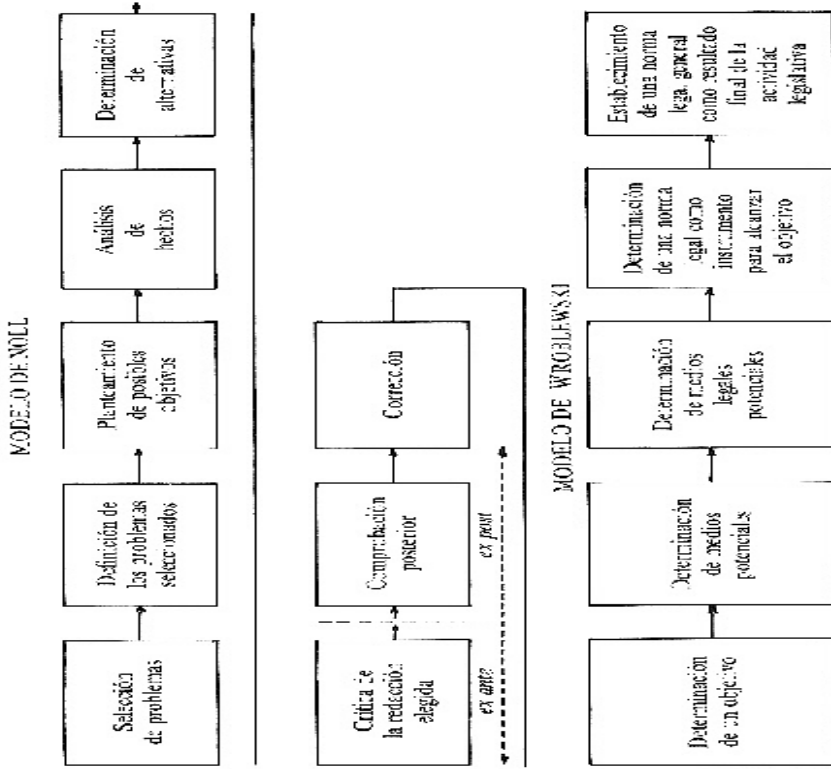 MODELO DE NOLL
Selección
de problemas
Definición de
los problemas
seleccionados
Planteamiento
de posibles
objetivos
Análisis
de
hechos
Determinación
de
alternativas
Crítica de
la redacción
elegida
Comprobación
posterior
Corrección
ex ante
ex post
MODELO DE WROBLEWSKI
Determinación
de un objetivo
Determinación
de medios
potenciales
Determinación
de medios
legales
potenciales
Determinación
de una norma
legal como
instrumento
para alcanzar
el objetivo
Establecimiento
de una norma
legal general
como resultado
final de la
actividad
legislativa